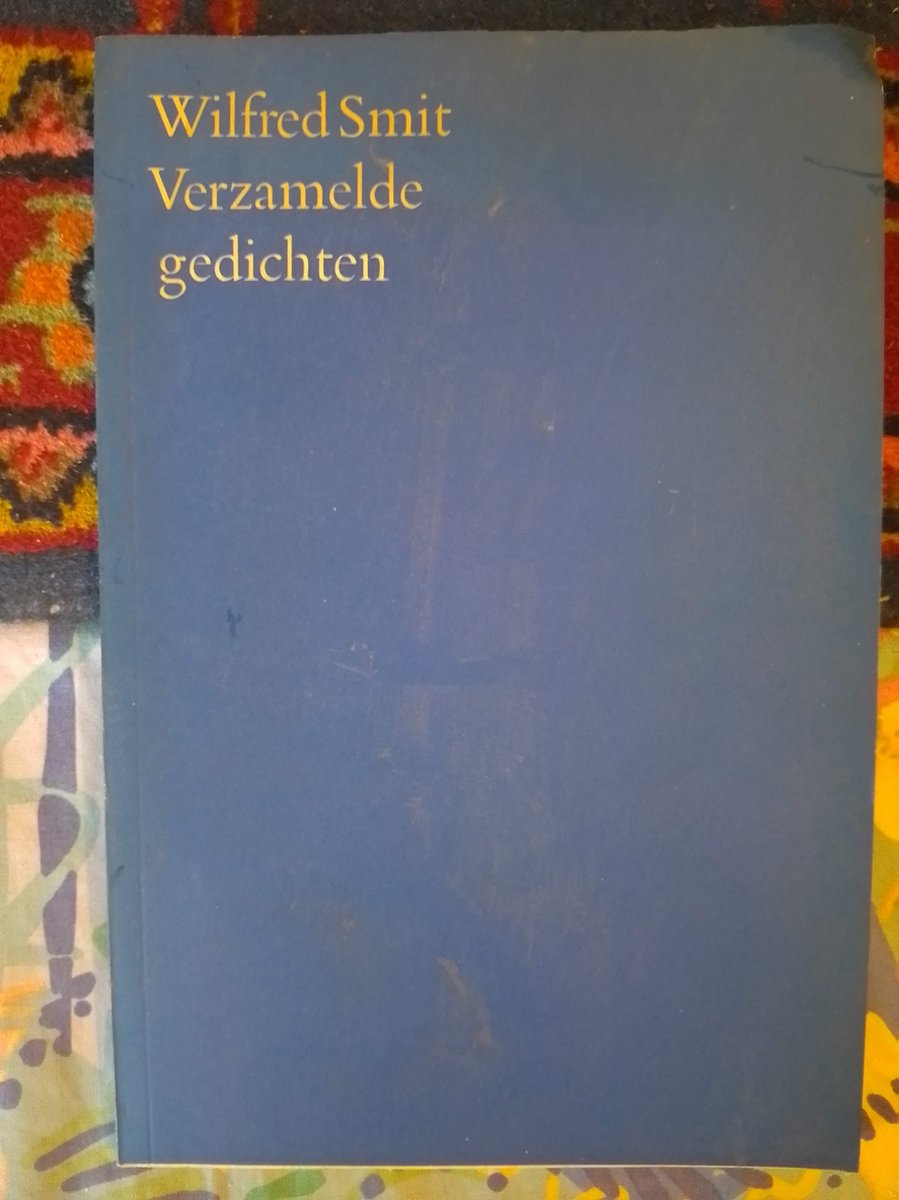 Wilfred Smit
Verzamelde
gedichten